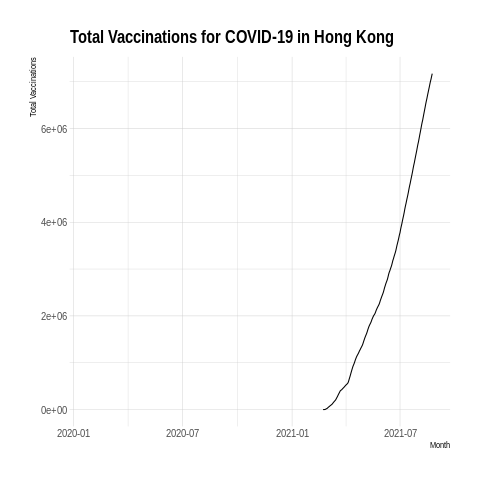 Total Vaccinations for COVID-19 in Hong Kong
Total Vaccinations
6e+06
4e+06
2e+06
0e+00
2020-01 2020-07 2021-01 2021-07
Month